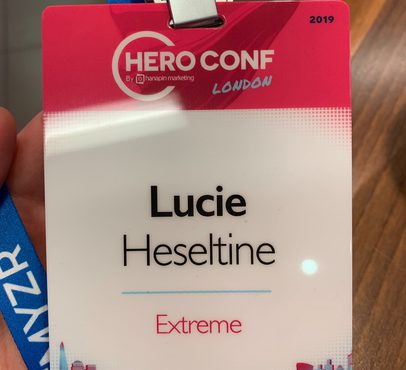 2019
HERO CONF
By hanapin marketing
LONDON
Lucie
Heseltine
Extreme